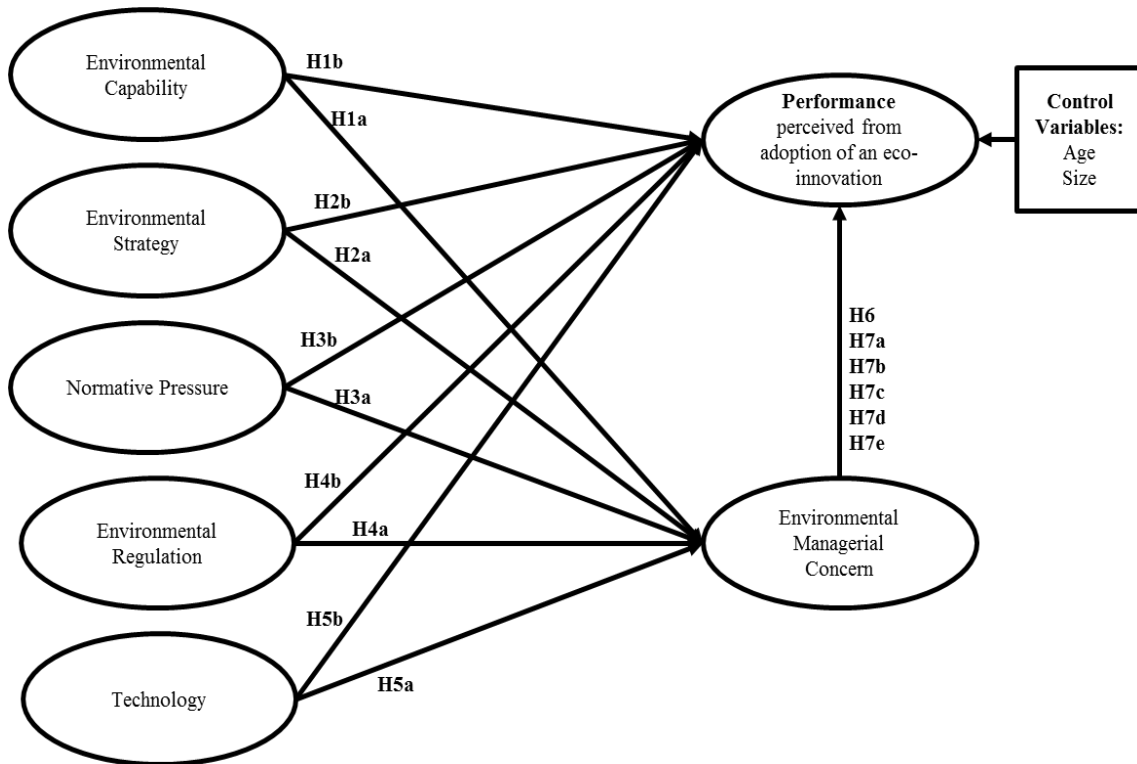 Environmental
Capability
Environmental
Strategy
Normative Pressure
Environmental
Regulation
Technology
H1b
H1a
H2b
H2a
H3b
H3a
H4b
H4a
H5b
H5a
Performance
perceived from
adoption of an eco-
innovation
Control
Variables:
Age
Size
H6
H7a
H7b
H7c
H7d
H7e
Environmental
Managerial
Concern